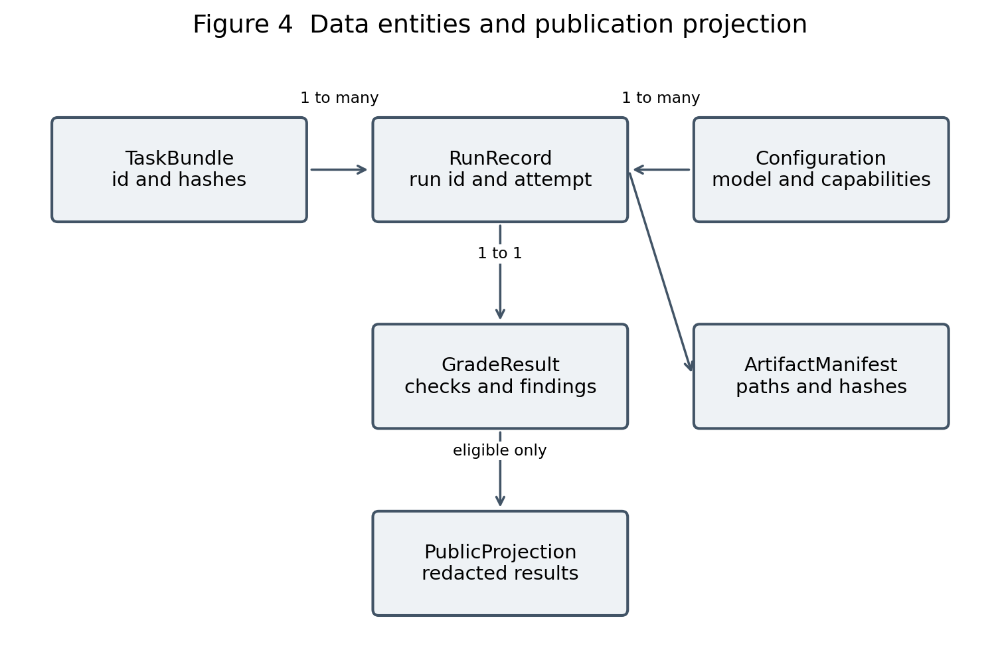 Figure 4  Data entities and publication projection
1 to many
1 to many
TaskBundle
id and hashes
RunRecord
run id and attempt
Configuration
model and capabilities
1 to 1
GradeResult
checks and findings
ArtifactManifest
paths and hashes
eligible only
PublicProjection
redacted results